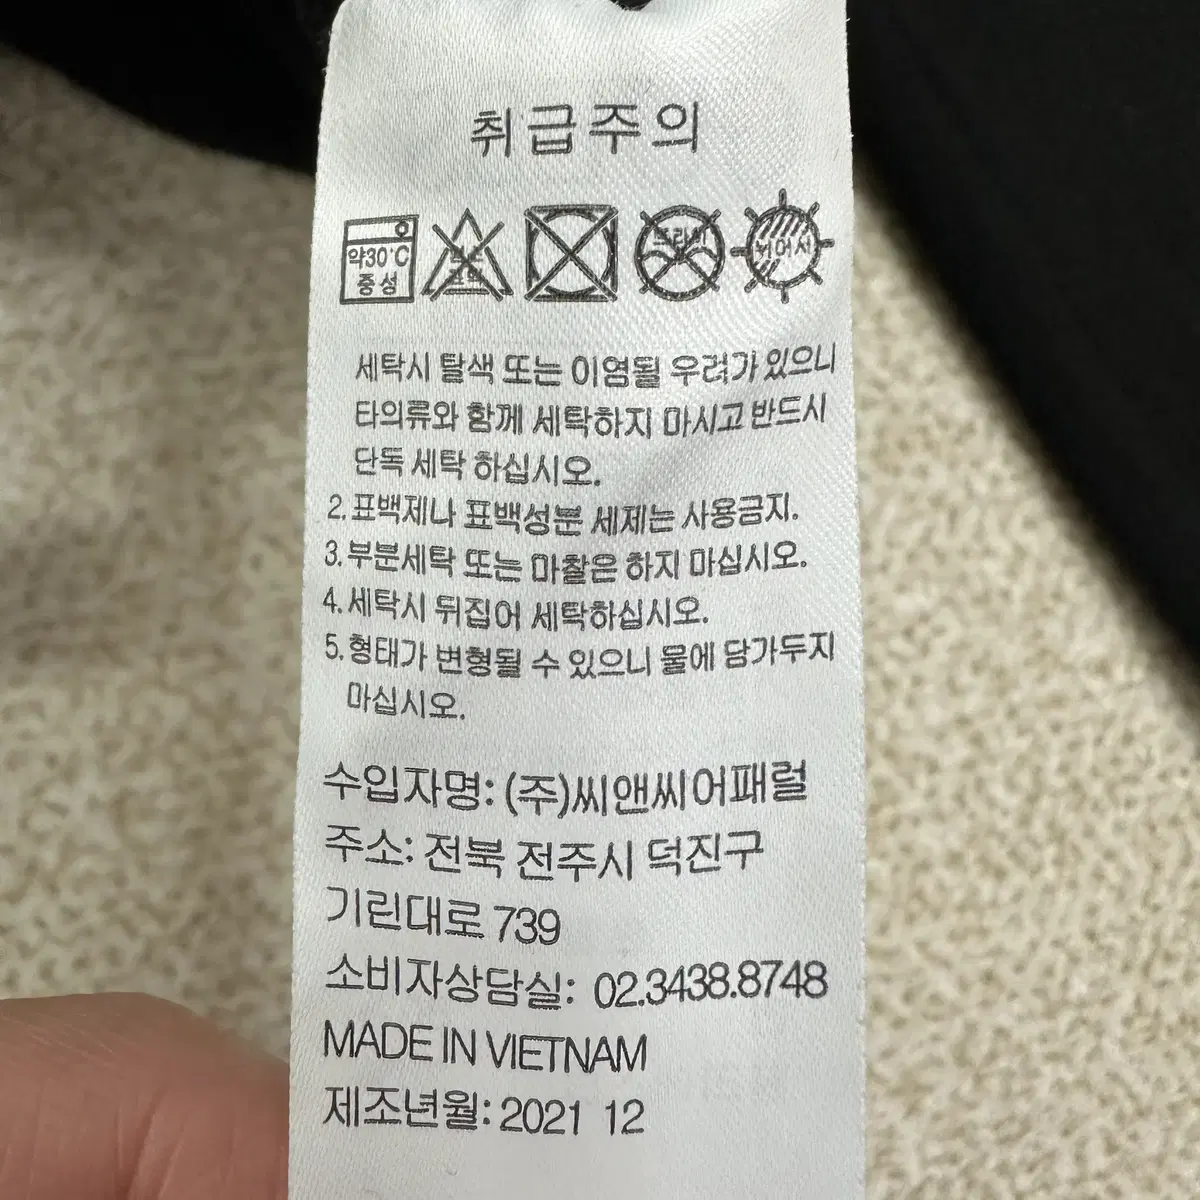 취급주의
약30°C
중성
드라이
뉘어서
세탁시 탈색 또는 이염될 우려가 있으니
타의류와 함께 세탁하지 마시고 반드시
단독 세탁 하십시오.
2. 표백제나 표백성분 세제는 사용금지.
3. 부분세탁 또는 마찰은 하지 마십시오.
4. 세탁시 뒤집어 세탁하십시오.
5. 형태가 변형될 수 있으니 물에 담가두지
마십시오.
수입자명: (주)씨앤씨어패럴
주소: 전북 전주시 덕진구
기린대로 739
소비자상담실: 02.3438.8748
MADE IN VIETNAM
제조년월: 2021 12